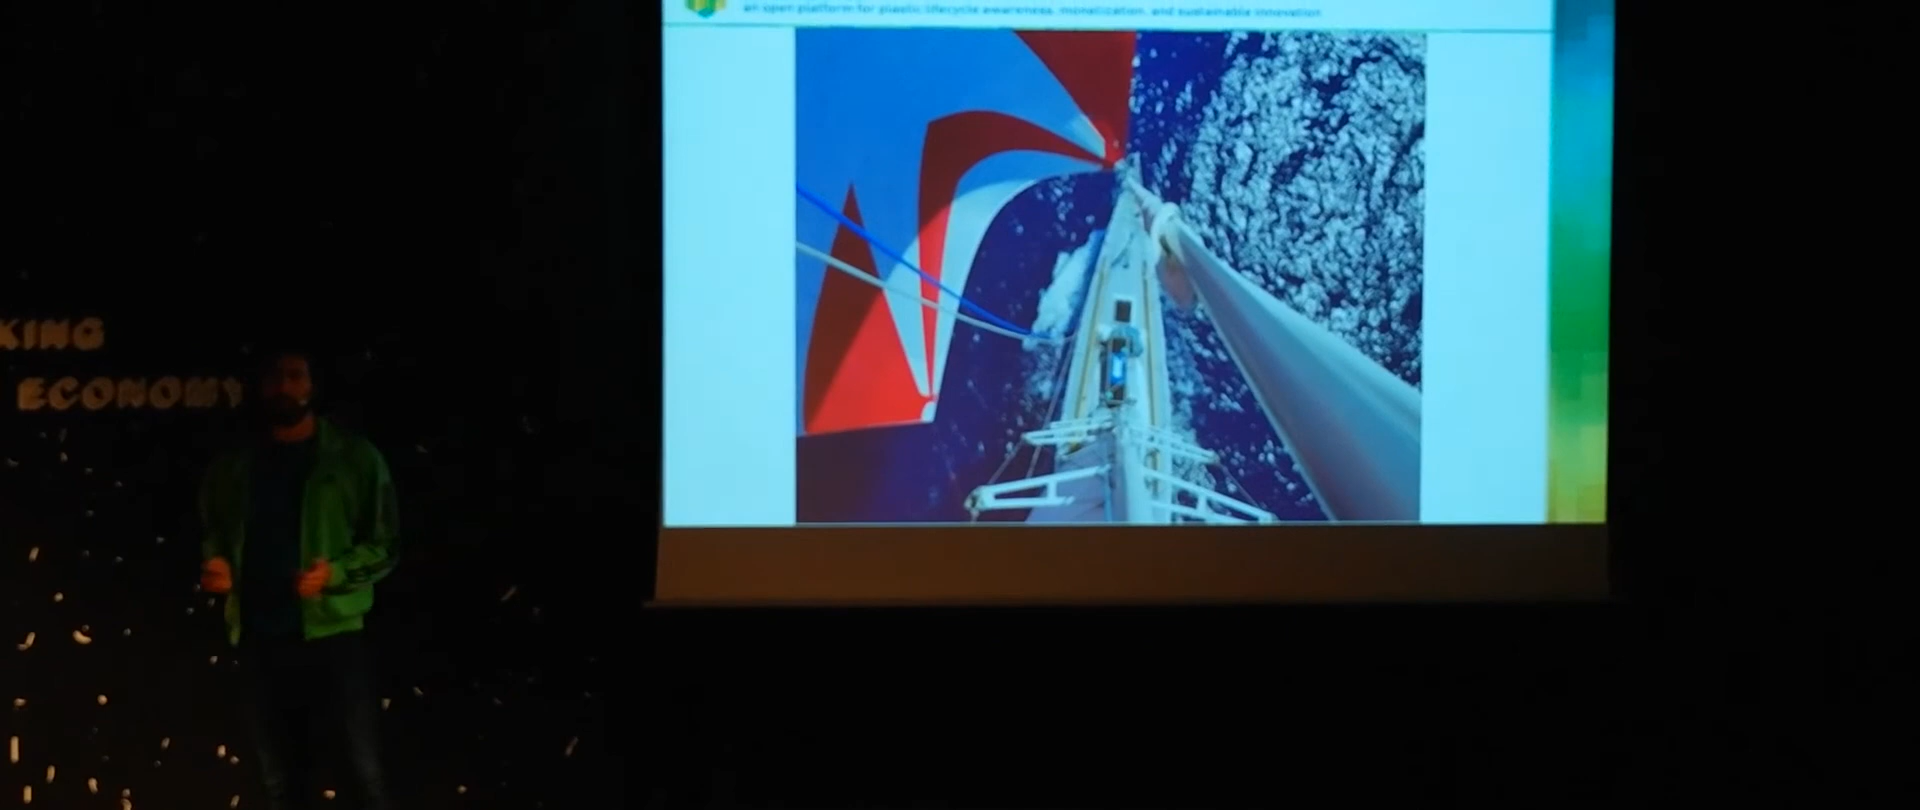 an open platform for plastic lifecycle awareness, monetization, and sustainable innovation
KING
ECONOMY